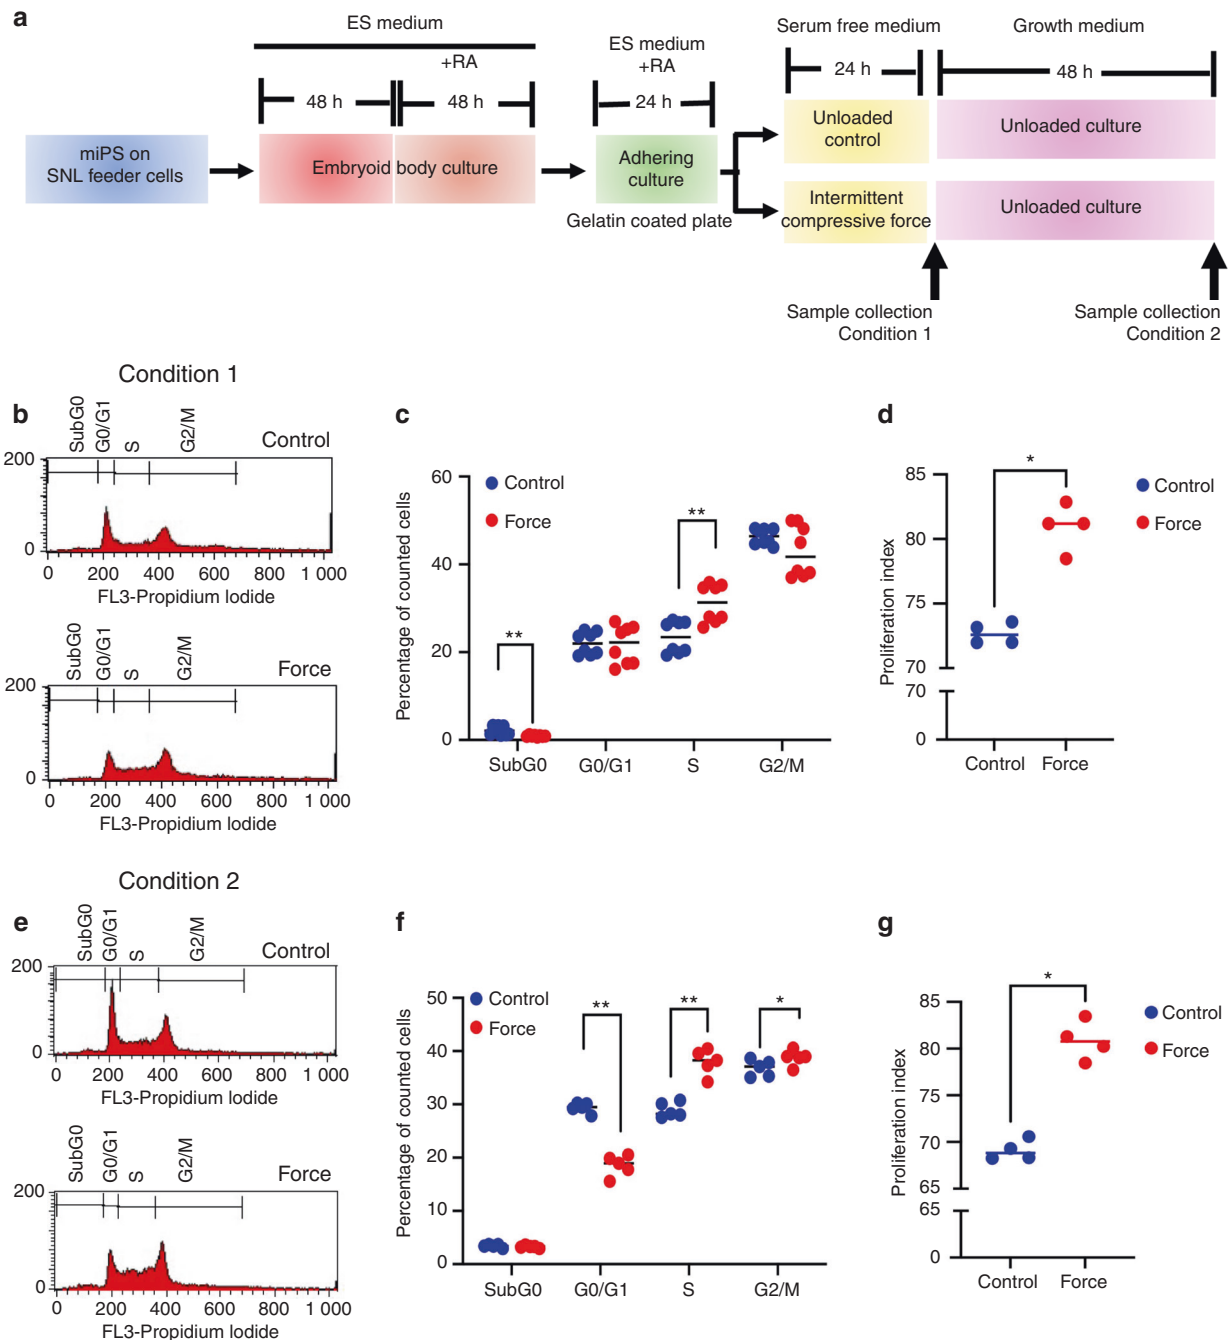 a
ES medium
+RA
48 h
48 h
ES medium
+RA
24 h
Serum free medium
24 h
Growth medium
48 h
miPS on
SNL feeder cells
Embryoid body culture
Adhering
culture
Gelatin coated plate
Unloaded
control
Unloaded culture
Intermittent
compressive force
Unloaded culture
Sample collection
Condition 1
Sample collection
Condition 2
Condition 1
b
SubG0
G0/G1
S
G2/M
Control
200
0
0 200 400 600 800 1 000
FL3-Propidium Iodide
SubG0
G0/G1
S
G2/M
Force
200
0
0 200 400 600 800 1 000
FL3-Propidium Iodide
c
Percentage of counted cells
60
40
20
0
Control
Force
**
**
SubG0 G0/G1 S G2/M
d
Proliferation index
85
80
75
70
70
0
*
Control
Force
Control Force
Condition 2
e
SubG0
G0/G1
S
G2/M
Control
200
0
0 200 400 600 800 1 000
FL3-Propidium Iodide
SubG0
G0/G1
S
G2/M
Force
200
0
0 200 400 600 800 1 000
FL3-Propidium Iodide
f
Percentage of counted cells
50
40
30
20
10
0
Control
Force
**
**
*
SubG0 G0/G1 S G2/M
g
Proliferation index
85
80
75
70
65
65
0
*
Control
Force
Control Force